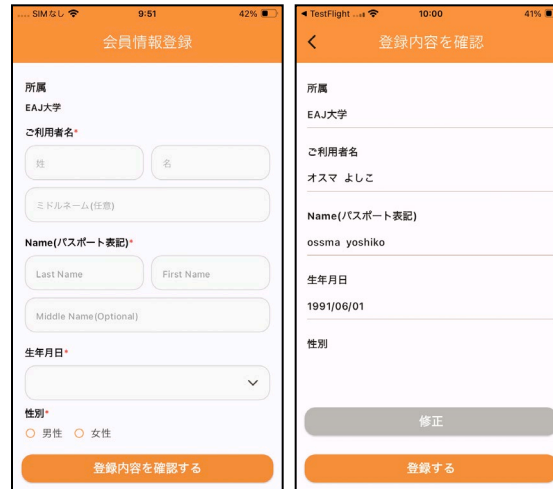 ..... SIMなし 9:51 42%
会員情報登録
所属
EAJ大学
ご利用者名*
姓 名
ミドルネーム(任意)
Name(パスポート表記)*
Last Name First Name
Middle Name(Optional)
生年月日*
性別*
男性 女性
登録内容を確認する
◀ TestFlight 10:00 41%
登録内容を確認
所属
EAJ大学
ご利用者名
オスマ よしこ
Name(パスポート表記)
ossma yoshiko
生年月日
1991/06/01
性別
修正
登録する